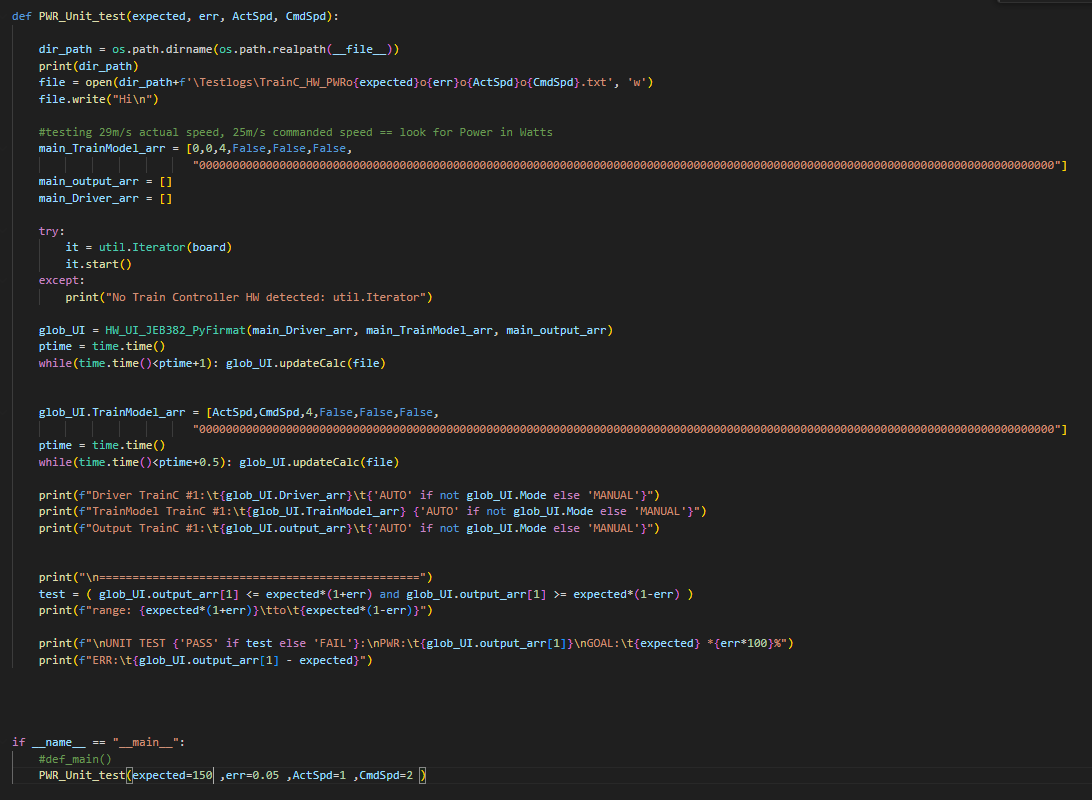 def PWR_Unit_test(expected, err, ActSpd, CmdSpd):
dir_path = os.path.dirname(os.path.realpath(__file__))
print(dir_path)
file = open(dir_path+f'\Testlogs\TrainC_HW_PWRo{expected}o{err}o{ActSpd}o{CmdSpd}.txt', 'w')
file.write("Hi\n")
#testing 29m/s actual speed, 25m/s commanded speed == look for Power in Watts
main_TrainModel_arr = [0,0,4,False,False,False,
"00000000000000000000000000000000000000000000000000000000000000000000000000000000000000000000000000000000000000000000000000000000"]
main_output_arr = []
main_Driver_arr = []
try:
it = util.Iterator(board)
it.start()
except:
print("No Train Controller HW detected: util.Iterator")
glob_UI = HW_UI_JEB382_PyFirmat(main_Driver_arr, main_TrainModel_arr, main_output_arr)
ptime = time.time()
while(time.time()<ptime+1): glob_UI.updateCalc(file)
glob_UI.TrainModel_arr = [ActSpd,CmdSpd,4,False,False,False,
"00000000000000000000000000000000000000000000000000000000000000000000000000000000000000000000000000000000000000000000000000000000"]
ptime = time.time()
while(time.time()<ptime+0.5): glob_UI.updateCalc(file)
print(f"Driver TrainC #1:\t{glob_UI.Driver_arr}\t{'AUTO' if not glob_UI.Mode else 'MANUAL'}")
print(f"TrainModel TrainC #1:\t{glob_UI.TrainModel_arr} {'AUTO' if not glob_UI.Mode else 'MANUAL'}")
print(f"Output TrainC #1:\t{glob_UI.output_arr}\t{'AUTO' if not glob_UI.Mode else 'MANUAL'}")
print("\n================================================")
test = ( glob_UI.output_arr[1] <= expected*(1+err) and glob_UI.output_arr[1] >= expected*(1-err) )
print(f"range: {expected*(1+err)}\tto\t{expected*(1-err)}")
print(f"\nUNIT TEST {'PASS' if test else 'FAIL'}:\nPWR:\t{glob_UI.output_arr[1]}\nGOAL:\t{expected} *{err*100}%")
print(f"ERR:\t{glob_UI.output_arr[1] - expected}")
if __name__ == "__main__":
#def_main()
PWR_Unit_test(expected=150 ,err=0.05 ,ActSpd=1 ,CmdSpd=2 )